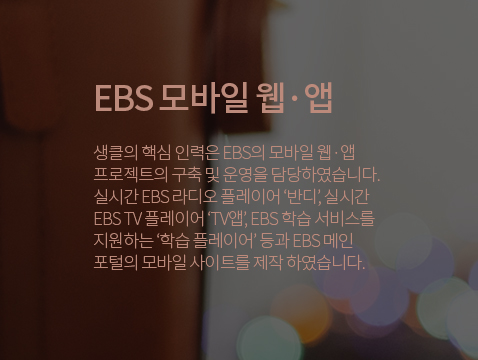 EBS 모바일 웹·앱
생클의 핵심 인력은 EBS의 모바일 웹·앱
프로젝트의 구축 및 운영을 담당하였습니다.
실시간 EBS 라디오 플레이어 ‘반디’, 실시간
EBS TV 플레이어 ‘TV앱’, EBS 학습 서비스를
지원하는 ‘학습 플레이어’ 등과 EBS 메인
포털의 모바일 사이트를 제작 하였습니다.